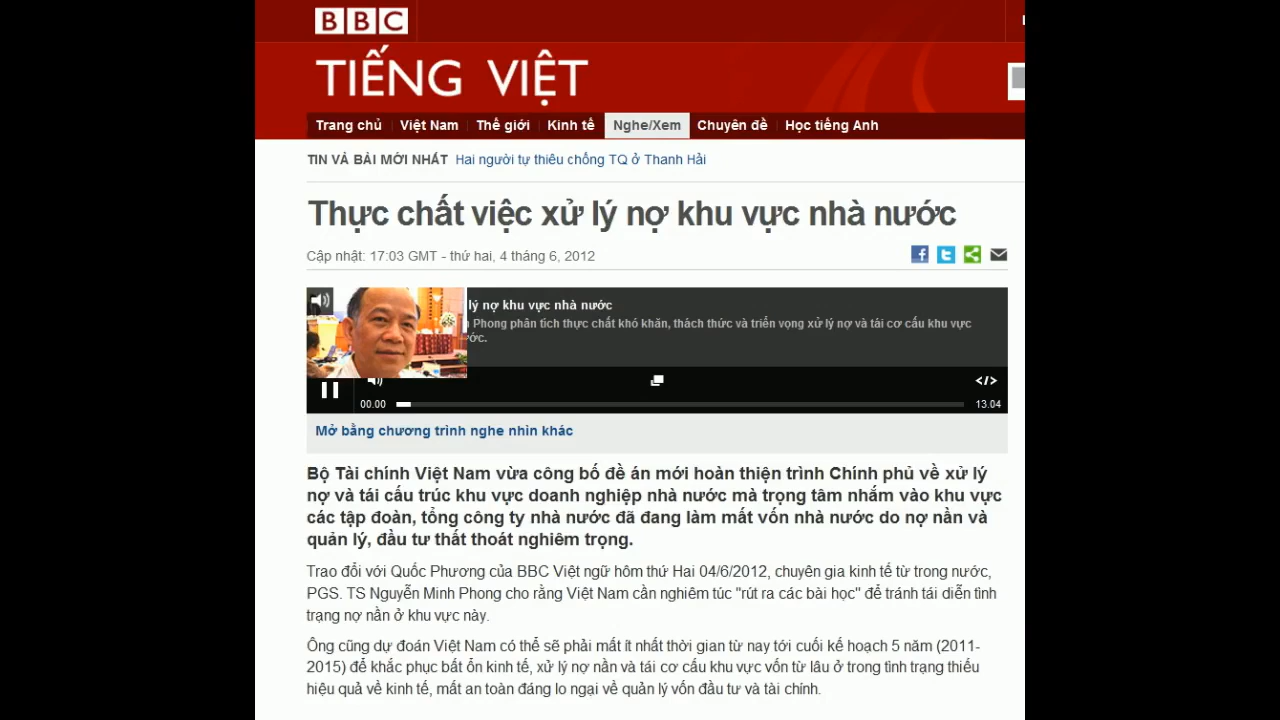 BBC
TIẾNG VIỆT
Trang chủ Việt Nam Thế giới Kinh tế Nghe/Xem Chuyên đề Học tiếng Anh
TIN VÀ BÀI MỚI NHẤT Hai người tự thiêu chống TQ ở Thanh Hải
Thực chất việc xử lý nợ khu vực nhà nước
Cập nhật: 17:03 GMT - thứ hai, 4 tháng 6, 2012
lý nợ khu vực nhà nước
Phong phân tích thực chất khó khăn, thách thức và triển vọng xử lý nợ và tái cơ cấu khu vực
00.00 13.04
Mở bằng chương trình nghe nhìn khác
Bộ Tài chính Việt Nam vừa công bố đề án mới hoàn thiện trình Chính phủ về xử lý
nợ và tái cấu trúc khu vực doanh nghiệp nhà nước mà trọng tâm nhắm vào khu vực
các tập đoàn, tổng công ty nhà nước đã đang làm mất vốn nhà nước do nợ nần và
quản lý, đầu tư thất thoát nghiêm trọng.
Trao đổi với Quốc Phương của BBC Việt ngữ hôm thứ Hai 04/6/2012, chuyên gia kinh tế từ trong nước,
PGS. TS Nguyễn Minh Phong cho rằng Việt Nam cần nghiêm túc "rút ra các bài học" để tránh tái diễn tình
trạng nợ nần ở khu vực này.
Ông cũng dự đoán Việt Nam có thể sẽ phải mất ít nhất thời gian từ nay tới cuối kế hoạch 5 năm (2011-
2015) để khắc phục bất ổn kinh tế, xử lý nợ nần và tái cơ cấu khu vực vốn từ lâu ở trong tình trạng thiếu
hiệu quả về kinh tế, mất an toàn đáng lo ngại về quản lý vốn đầu tư và tài chính.